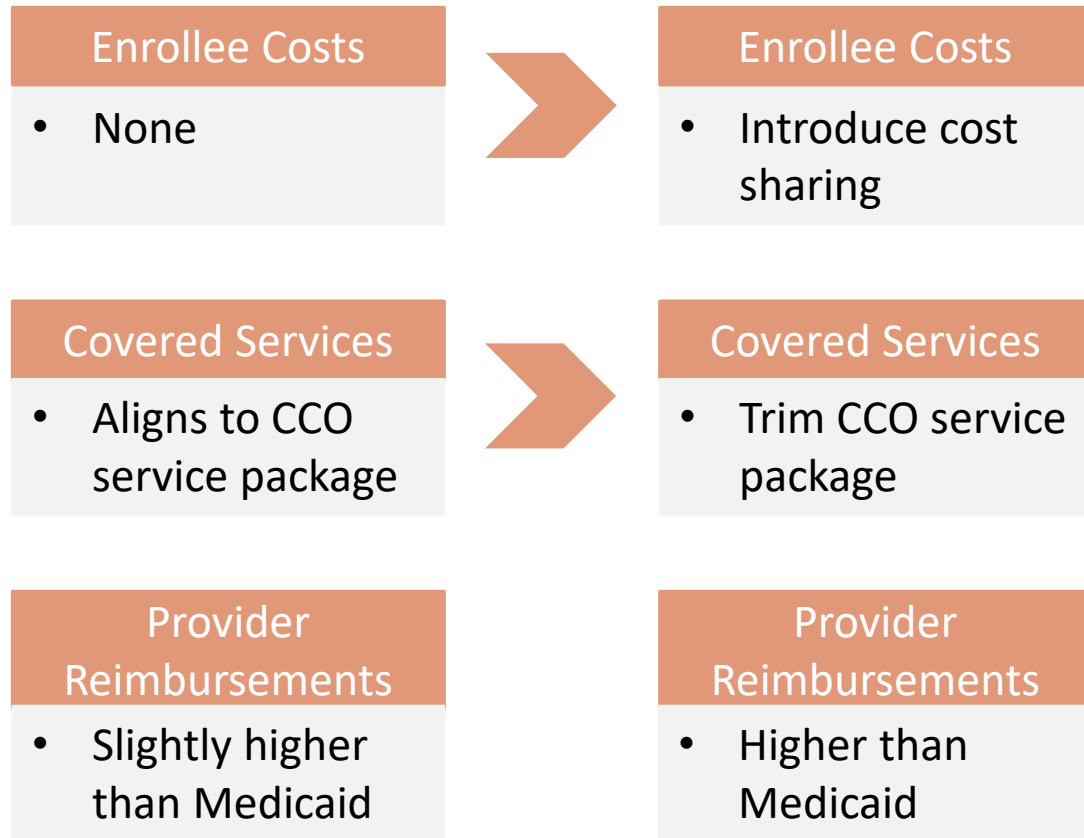 Enrollee Costs
• None
Enrollee Costs
• Introduce cost
sharing
Covered Services
• Aligns to CCO
service package
Covered Services
• Trim CCO service
package
Provider
Reimbursements
• Slightly higher
than Medicaid
Provider
Reimbursements
• Higher than
Medicaid